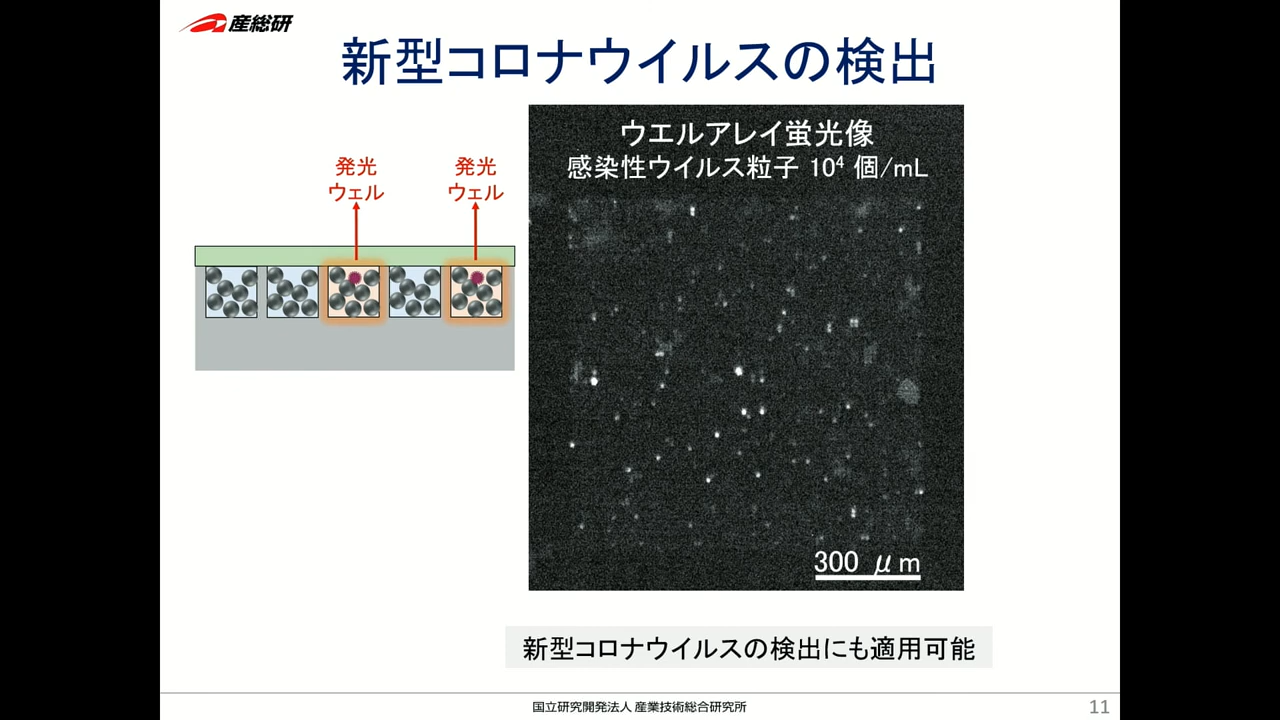 産総研
新型コロナウイルスの検出
発光
ウェル
発光
ウェル
ウエルアレイ蛍光像
感染性ウイルス粒子 10⁴ 個/mL
300 μm
新型コロナウイルスの検出にも適用可能
国立研究開発法人 産業技術総合研究所
11